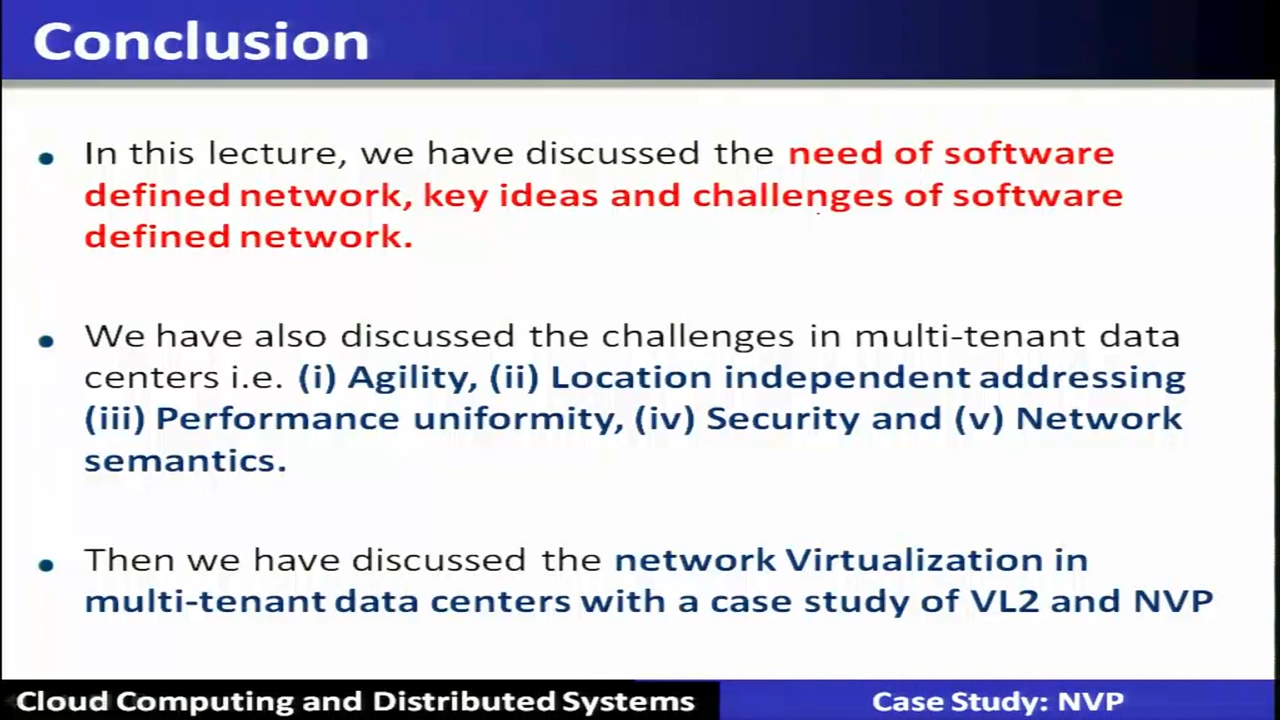 Conclusion
In this lecture, we have discussed the need of software
defined network, key ideas and challenges of software
defined network.
We have also discussed the challenges in multi-tenant data
centers i.e. (i) Agility, (ii) Location independent addressing
(iii) Performance uniformity, (iv) Security and (v) Network
semantics.
Then we have discussed the network Virtualization in
multi-tenant data centers with a case study of VL2 and NVP
Cloud Computing and Distributed Systems
Case Study: NVP